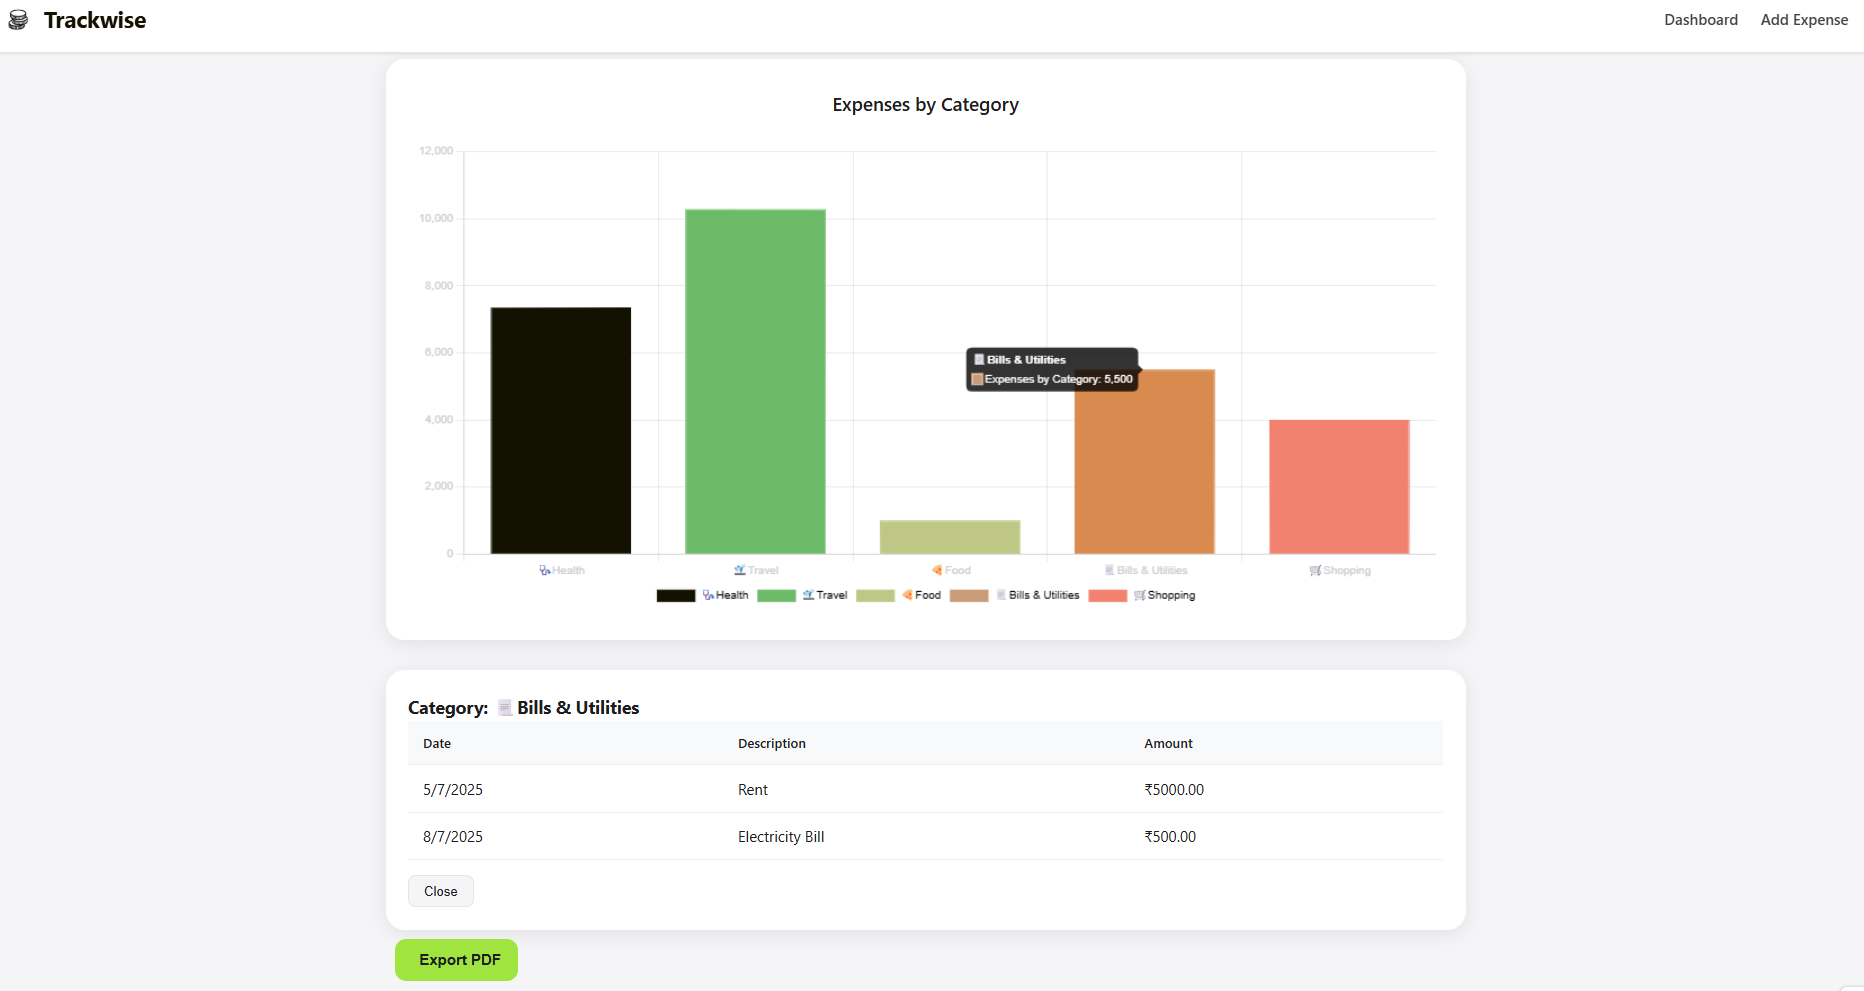 Trackwise
Dashboard Add Expense
Expenses by Category
12,000
10,000
8,000
6,000
4,000
2,000
0
Bills & Utilities
Expenses by Category: 5,500
Health Travel Food Bills & Utilities Shopping
Health Travel Food Bills & Utilities Shopping
Category: Bills & Utilities
Date Description Amount
5/7/2025 Rent ₹5000.00
8/7/2025 Electricity Bill ₹500.00
Close
Export PDF